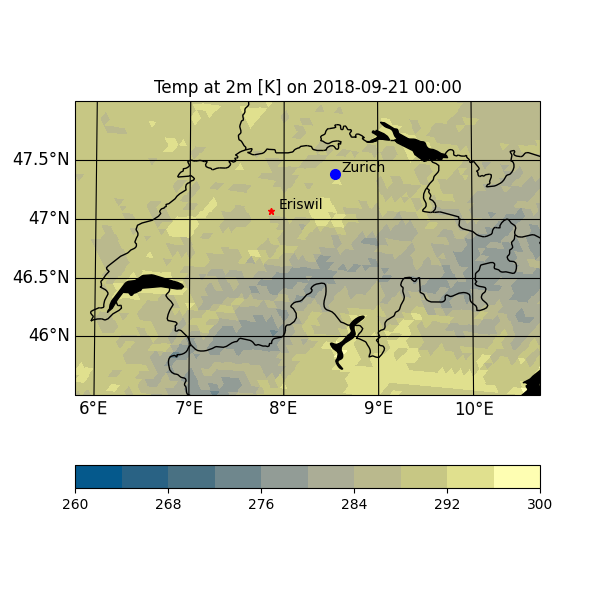 Temp at 2m [K] on 2018-09-21 00:00
47.5°N
Zurich
Eriswil
47°N
46.5°N
46°N
6°E 7°E 8°E 9°E 10°E
260 268 276 284 292 300